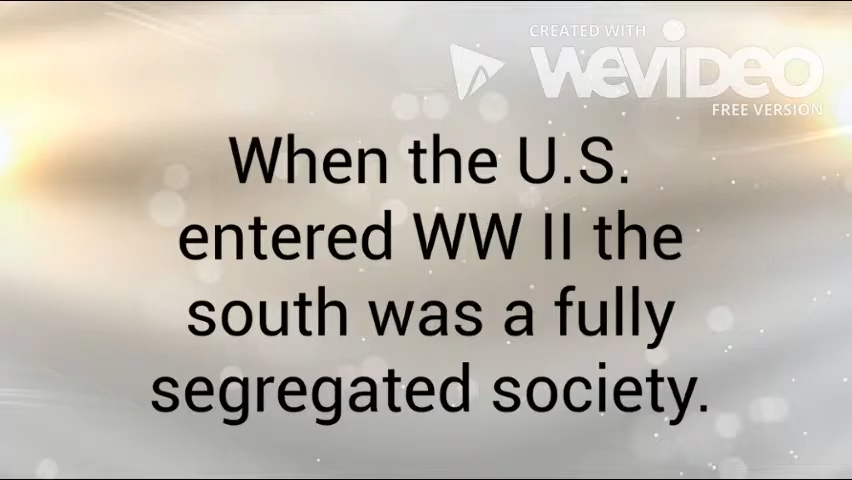 CREATED WITH
WEVIDEO
FREE VERSION
When the U.S.
entered WW II the
south was a fully
segregated society.